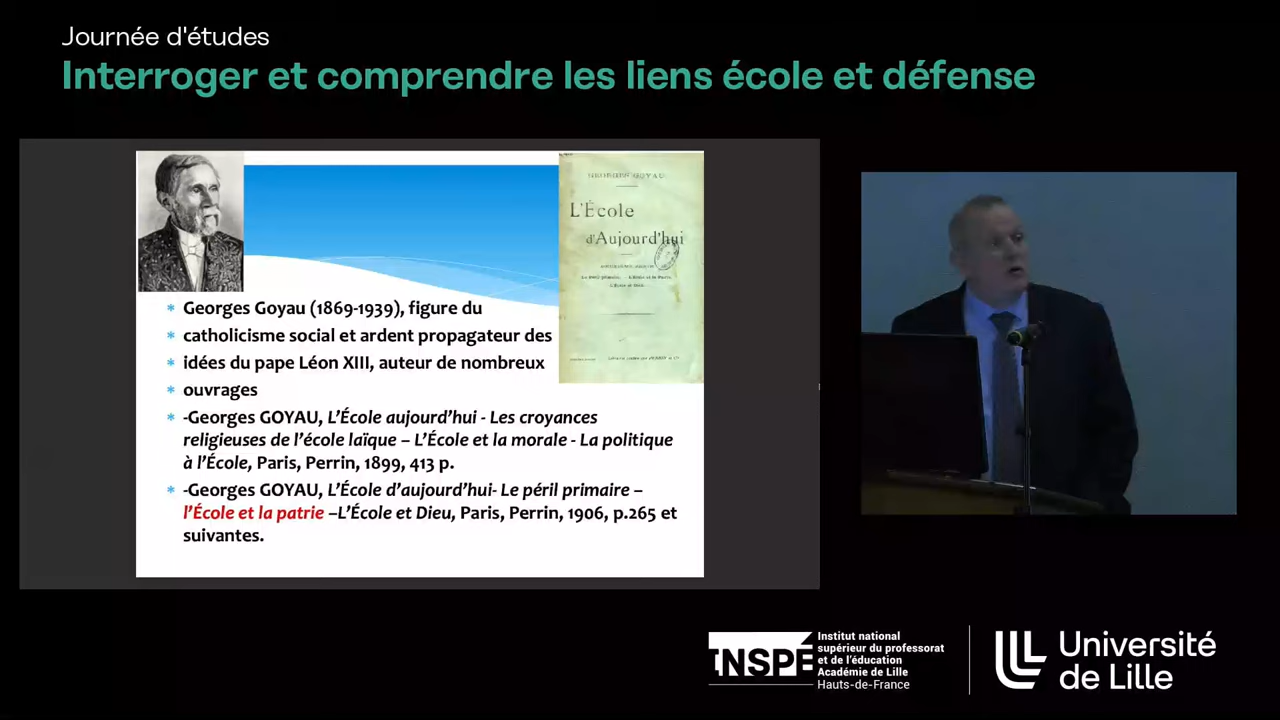 Journée d'études
Interroger et comprendre les liens école et défense
GEORGES GOYAU
L'École
d'Aujourd'hui
* Georges Goyau (1869-1939), figure du
* catholicisme social et ardent propagateur des
* idées du pape Léon XIII, auteur de nombreux
* ouvrages
* -Georges GOYAU, L'École aujourd'hui - Les croyances
religieuses de l'école laïque – L'École et la morale - La politique
à l'École, Paris, Perrin, 1899, 413 p.
* -Georges GOYAU, L'École d'aujourd'hui- Le péril primaire –
l'École et la patrie –L'École et Dieu, Paris, Perrin, 1906, p.265 et
suivantes.
INSPÉ
Institut national
supérieur du professorat
et de l'éducation
Académie de Lille
Hauts-de-France
Université
de Lille